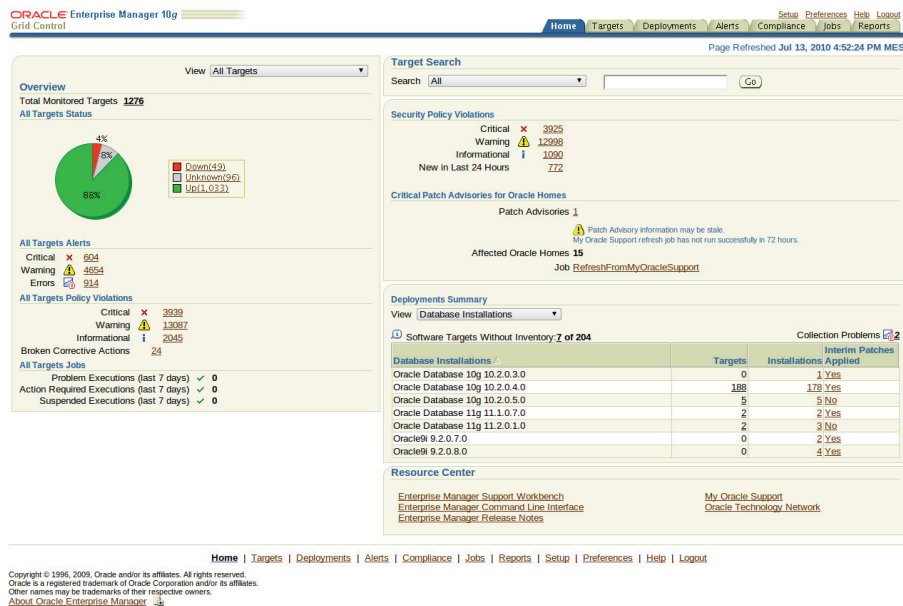 ORACLE Enterprise Manager 10g
Grid Control
Setup Preferences Help Logout
Home Targets Deployments Alerts Compliance Jobs Reports
Page Refreshed Jul 13, 2010 4:52:24 PM MES
View All Targets
Overview
Total Monitored Targets 1276
All Targets Status
4%
8%
88%
Down(49)
Unknown(96)
Up(1,033)
All Targets Alerts
Critical 604
Warning 4654
Errors 914
All Targets Policy Violations
Critical 3939
Warning 13087
Informational 2045
Broken Corrective Actions 24
All Targets Jobs
Problem Executions (last 7 days) 0
Action Required Executions (last 7 days) 0
Suspended Executions (last 7 days) 0
Target Search
Search All Go
Security Policy Violations
Critical 3925
Warning 12998
Informational 1090
New in Last 24 Hours 772
Critical Patch Advisories for Oracle Homes
Patch Advisories 1
Patch Advisory information may be stale.
My Oracle Support refresh job has not run successfully in 72 hours.
Affected Oracle Homes 15
Job RefreshFromMyOracleSupport
Deployments Summary
View Database Installations
Software Targets Without Inventory: 7 of 204 Collection Problems 2
Database Installations Targets Installations Interim Patches Applied
Oracle Database 10g 10.2.0.3.0 0 1 Yes
Oracle Database 10g 10.2.0.4.0 188 178 Yes
Oracle Database 10g 10.2.0.5.0 5 5 No
Oracle Database 11g 11.1.0.7.0 2 2 Yes
Oracle Database 11g 11.2.0.1.0 2 3 No
Oracle9i 9.2.0.7.0 0 2 Yes
Oracle9i 9.2.0.8.0 0 4 Yes
Resource Center
Enterprise Manager Support Workbench
Enterprise Manager Command Line Interface
Enterprise Manager Release Notes
My Oracle Support
Oracle Technology Network
Home | Targets | Deployments | Alerts | Compliance | Jobs | Reports | Setup | Preferences | Help | Logout
Copyright © 1996, 2009, Oracle and/or its affiliates. All rights reserved.
Oracle is a registered trademark of Oracle Corporation and/or its affiliates.
Other names may be trademarks of their respective owners.
About Oracle Enterprise Manager